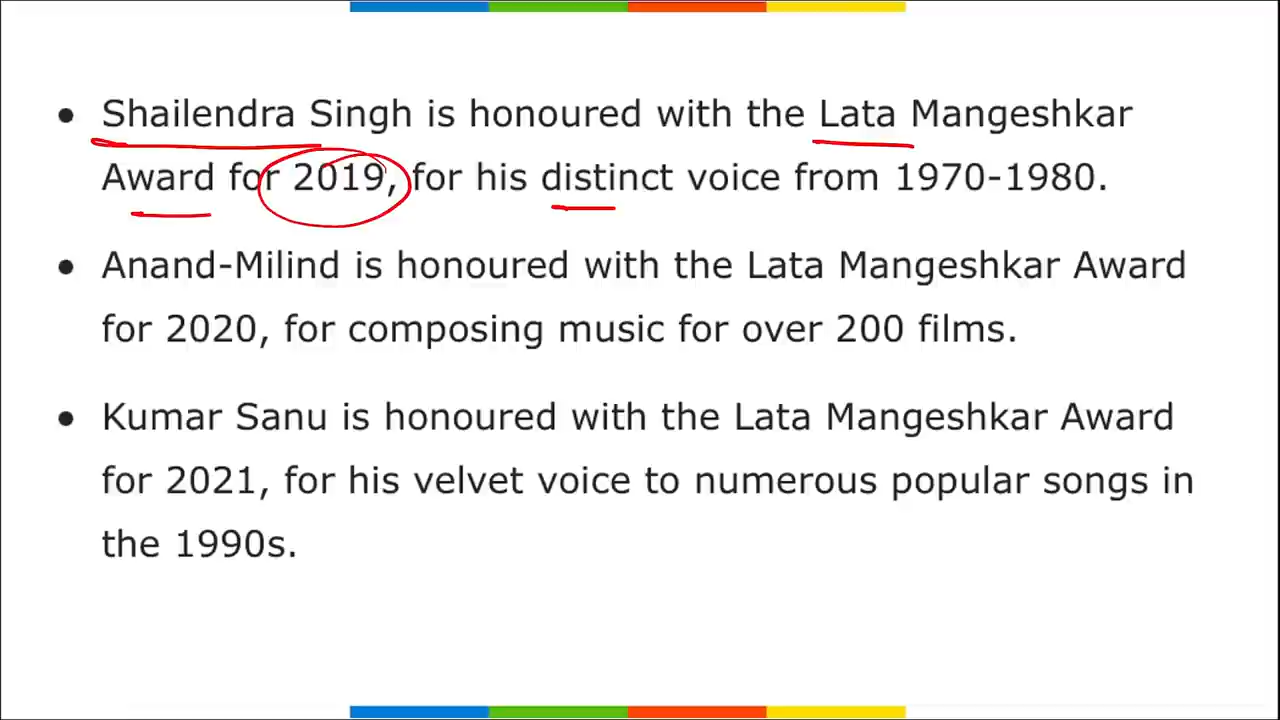 • Shailendra Singh is honoured with the Lata Mangeshkar
Award for 2019, for his distinct voice from 1970-1980.
• Anand-Milind is honoured with the Lata Mangeshkar Award
for 2020, for composing music for over 200 films.
• Kumar Sanu is honoured with the Lata Mangeshkar Award
for 2021, for his velvet voice to numerous popular songs in
the 1990s.